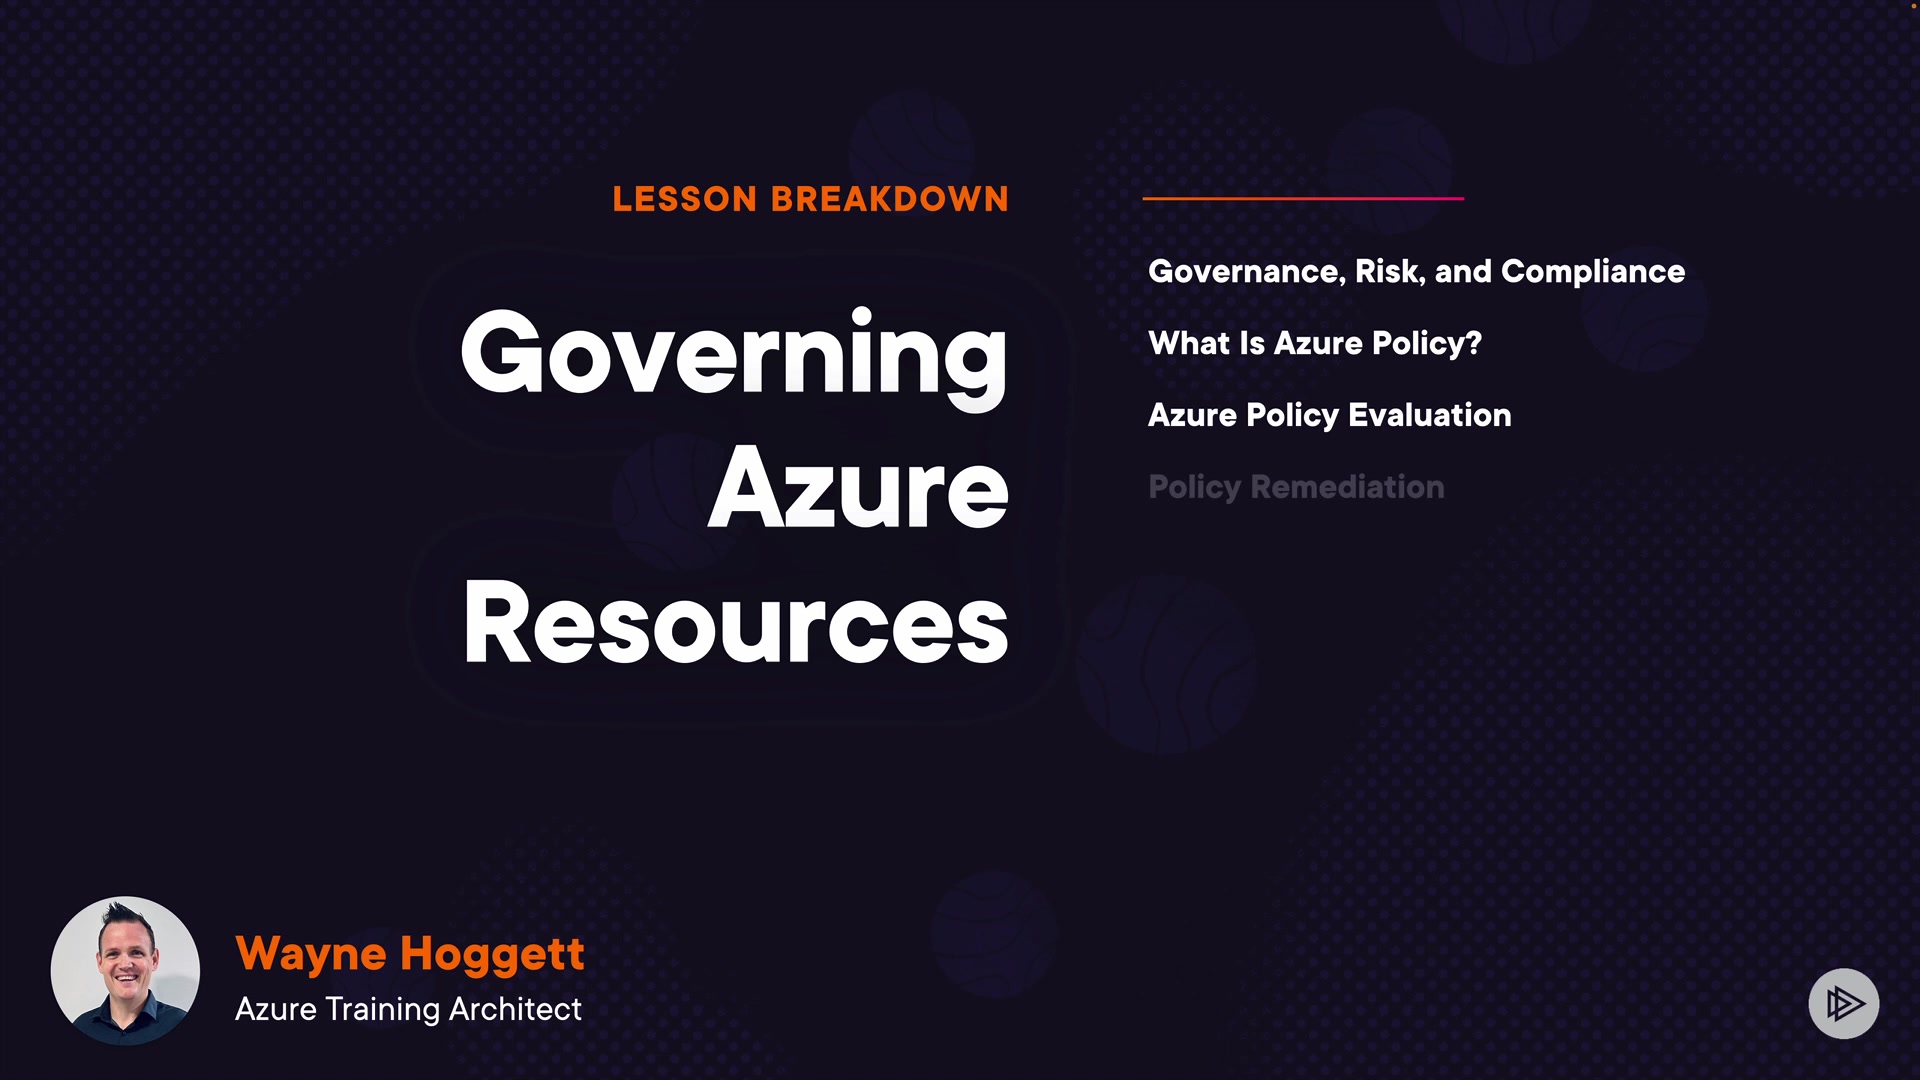 LESSON BREAKDOWN
Governing
Azure
Resources
Governance, Risk, and Compliance
What Is Azure Policy?
Azure Policy Evaluation
Policy Remediation
Wayne Hoggett
Azure Training Architect